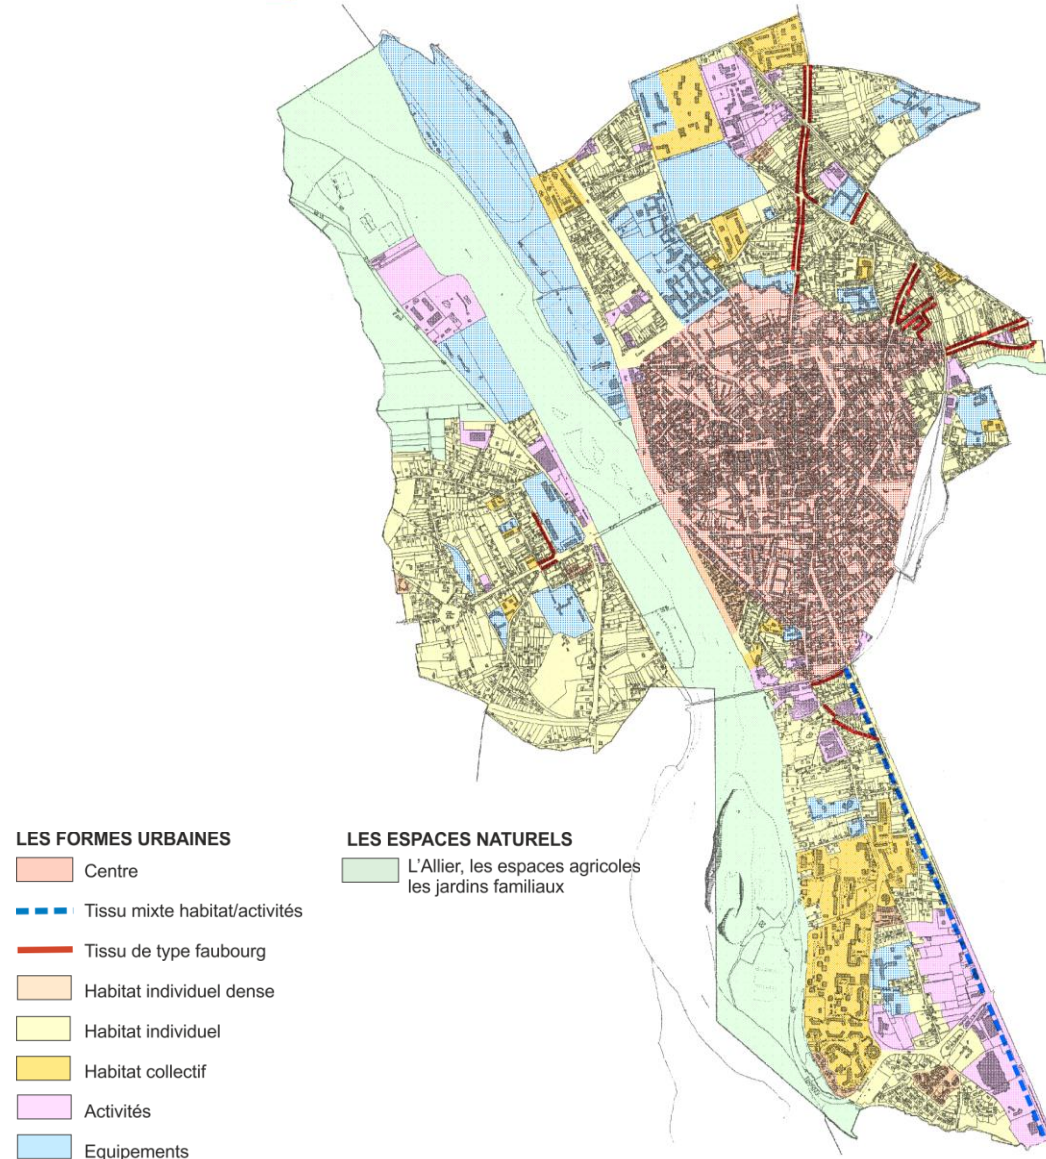 LES FORMES URBAINES
Centre
Tissu mixte habitat/activités
Tissu de type faubourg
Habitat individuel dense
Habitat individuel
Habitat collectif
Activités
Equipements
LES ESPACES NATURELS
L'Allier, les espaces agricoles
les jardins familiaux